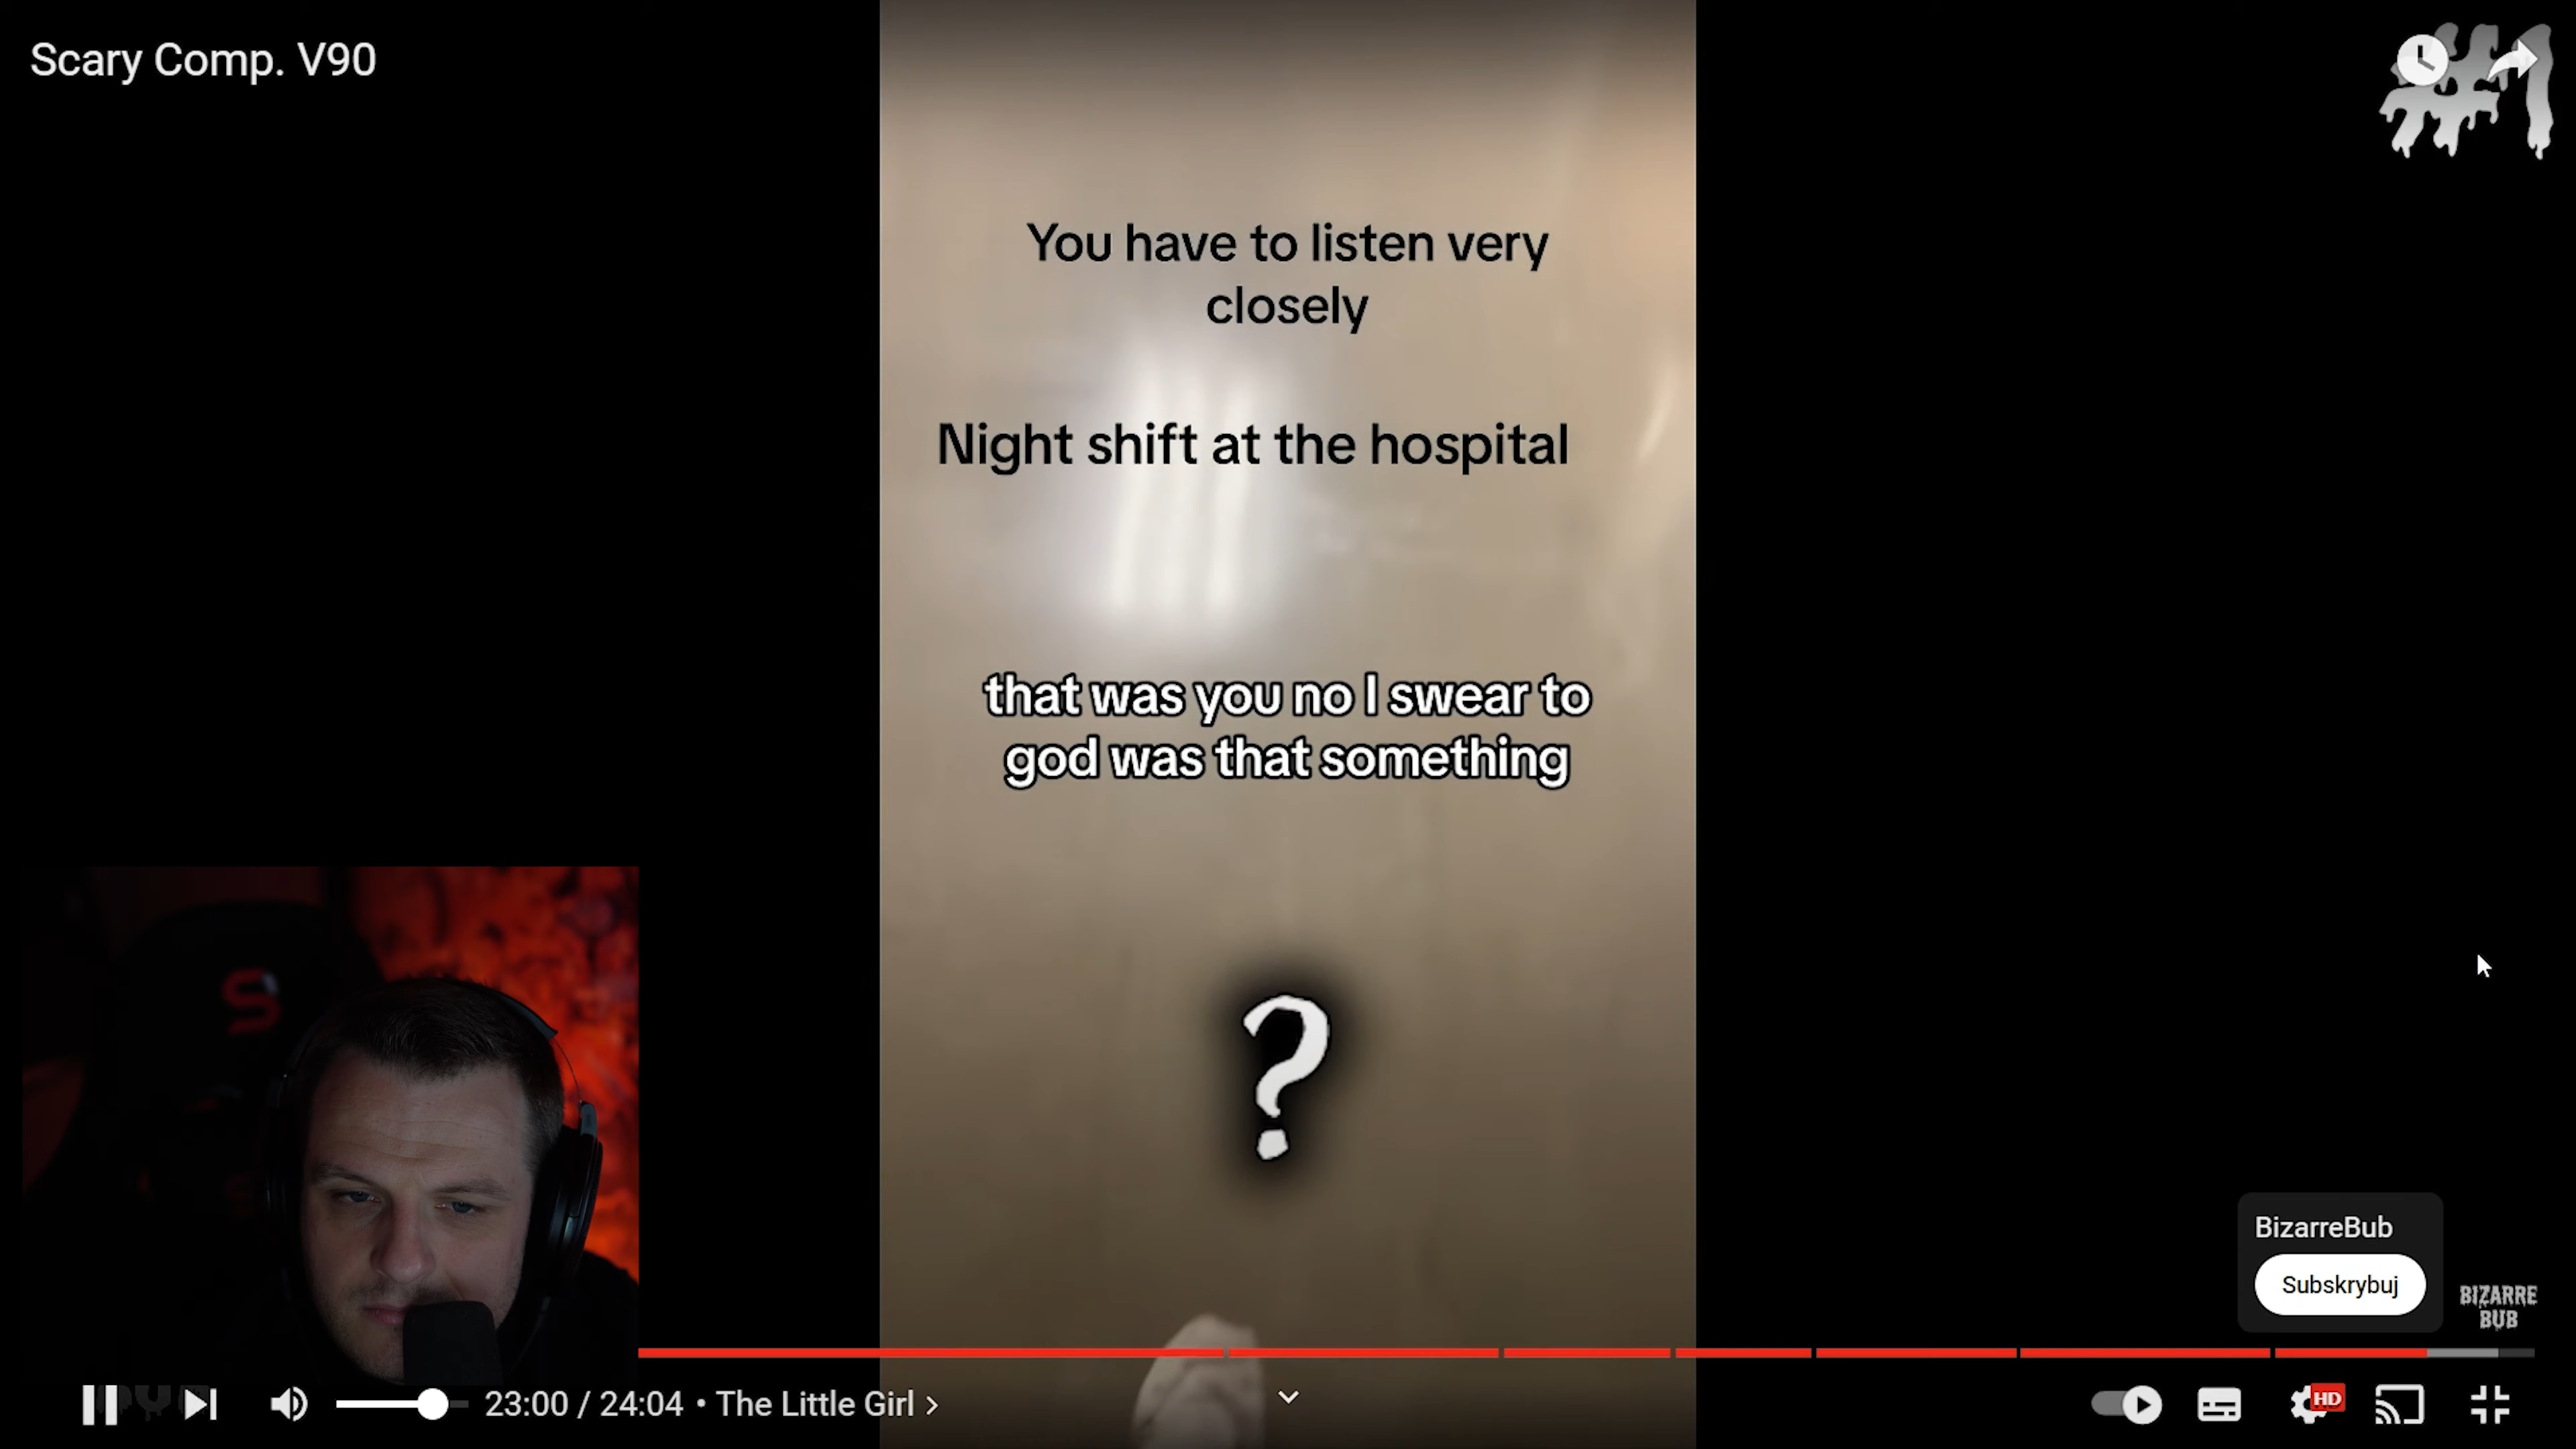 Scary Comp. V90
#1
You have to listen very
closely
Night shift at the hospital
that was you no I swear to
god was that something
?
BizarreBub
Subskrybuj
BIZARRE
BUB
23:00 / 24:04 • The Little Girl >
HD